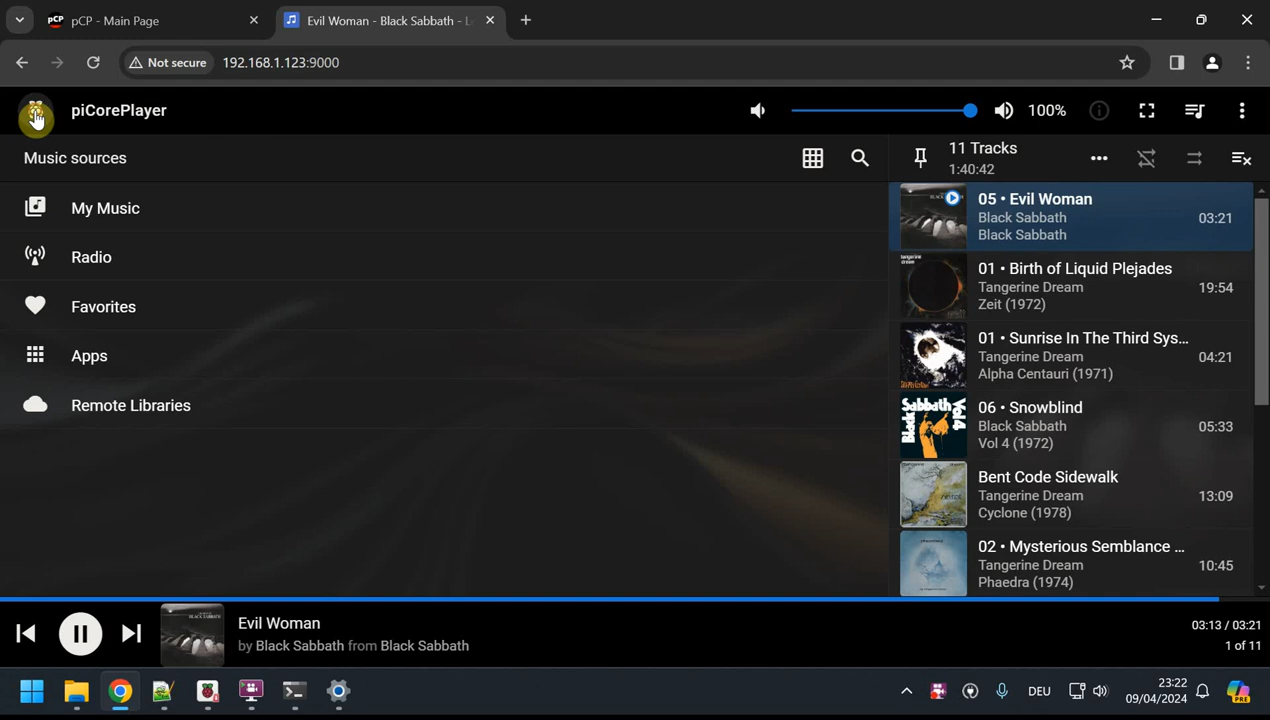 pCP - Main Page
Evil Woman - Black Sabbath - L
Not secure
192.168.1.123:9000
piCorePlayer
100%
Music sources
11 Tracks
1:40:42
My Music
Radio
Favorites
Apps
Remote Libraries
05 • Evil Woman
Black Sabbath
Black Sabbath
03:21
01 • Birth of Liquid Plejades
Tangerine Dream
Zeit (1972)
19:54
01 • Sunrise In The Third Sys...
Tangerine Dream
Alpha Centauri (1971)
04:21
06 • Snowblind
Black Sabbath
Vol 4 (1972)
05:33
Bent Code Sidewalk
Tangerine Dream
Cyclone (1978)
13:09
02 • Mysterious Semblance ...
Tangerine Dream
Phaedra (1974)
10:45
Evil Woman
by Black Sabbath from Black Sabbath
03:13 / 03:21
1 of 11
DEU
23:22
09/04/2024
PRE